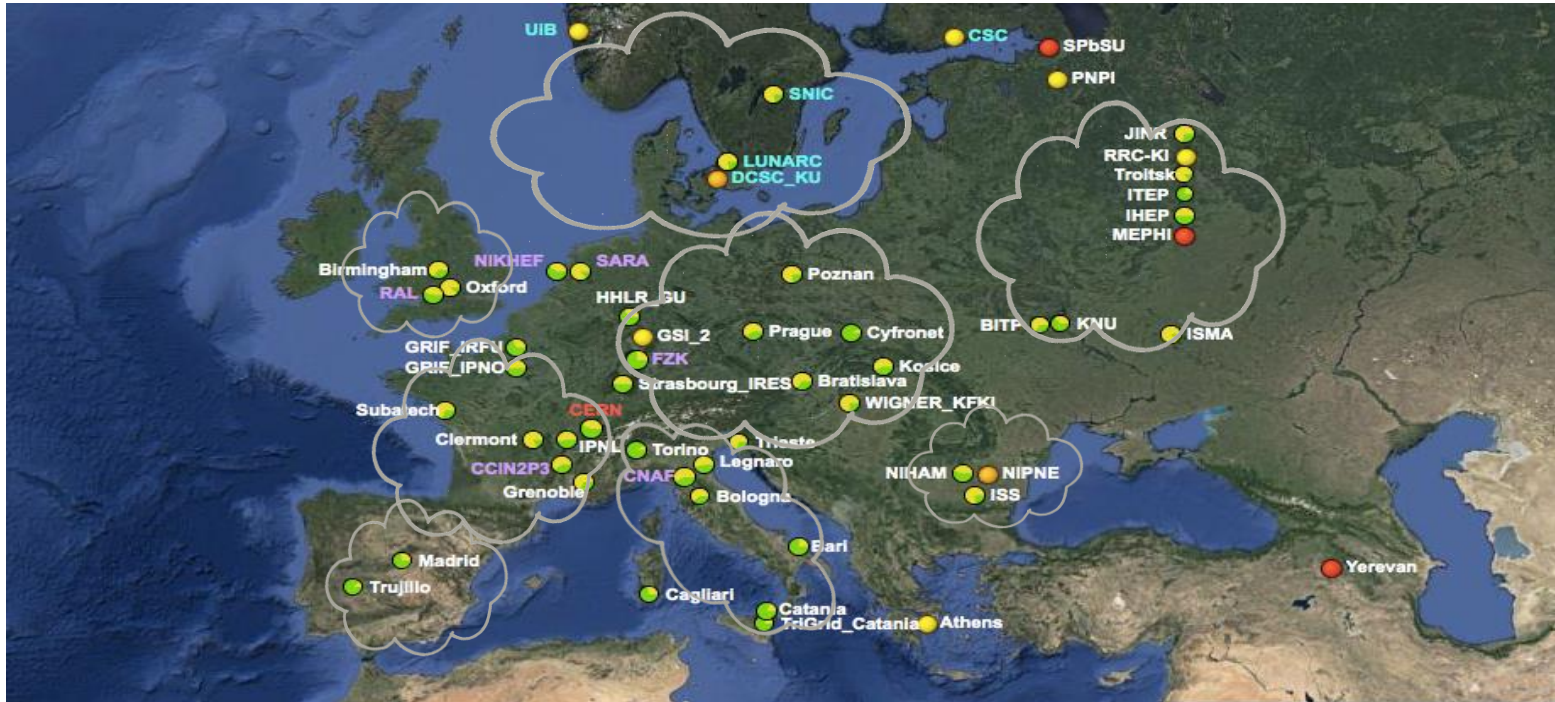 UiB
CSC
SPbSU
PNPI
SNIC
JINR
RRC-KI
LUNARC
Troitsk
DCSC_KU
ITEP
IHEP
MEPHI
Birmingham
NIKHEF
SARA
Poznan
RAL
Oxford
HHLR_GU
BITP
KNU
GSI_2
Prague
Cyfronet
ISMA
GRIF_IRFU
FZK
GRIF_IPNO
Kosice
Strasbourg_IRES
Bratislava
Subatech
CERN
WIGNER_KFKI
Clermont
IPNL
Torino
Trieste
CCIN2P3
Legnaro
CNAF
NIHAM
NIPNE
Grenoble
Bologna
ISS
Bari
Madrid
Yerevan
Trujillo
Cagliari
Catania
TriGrid_Catania
Athens